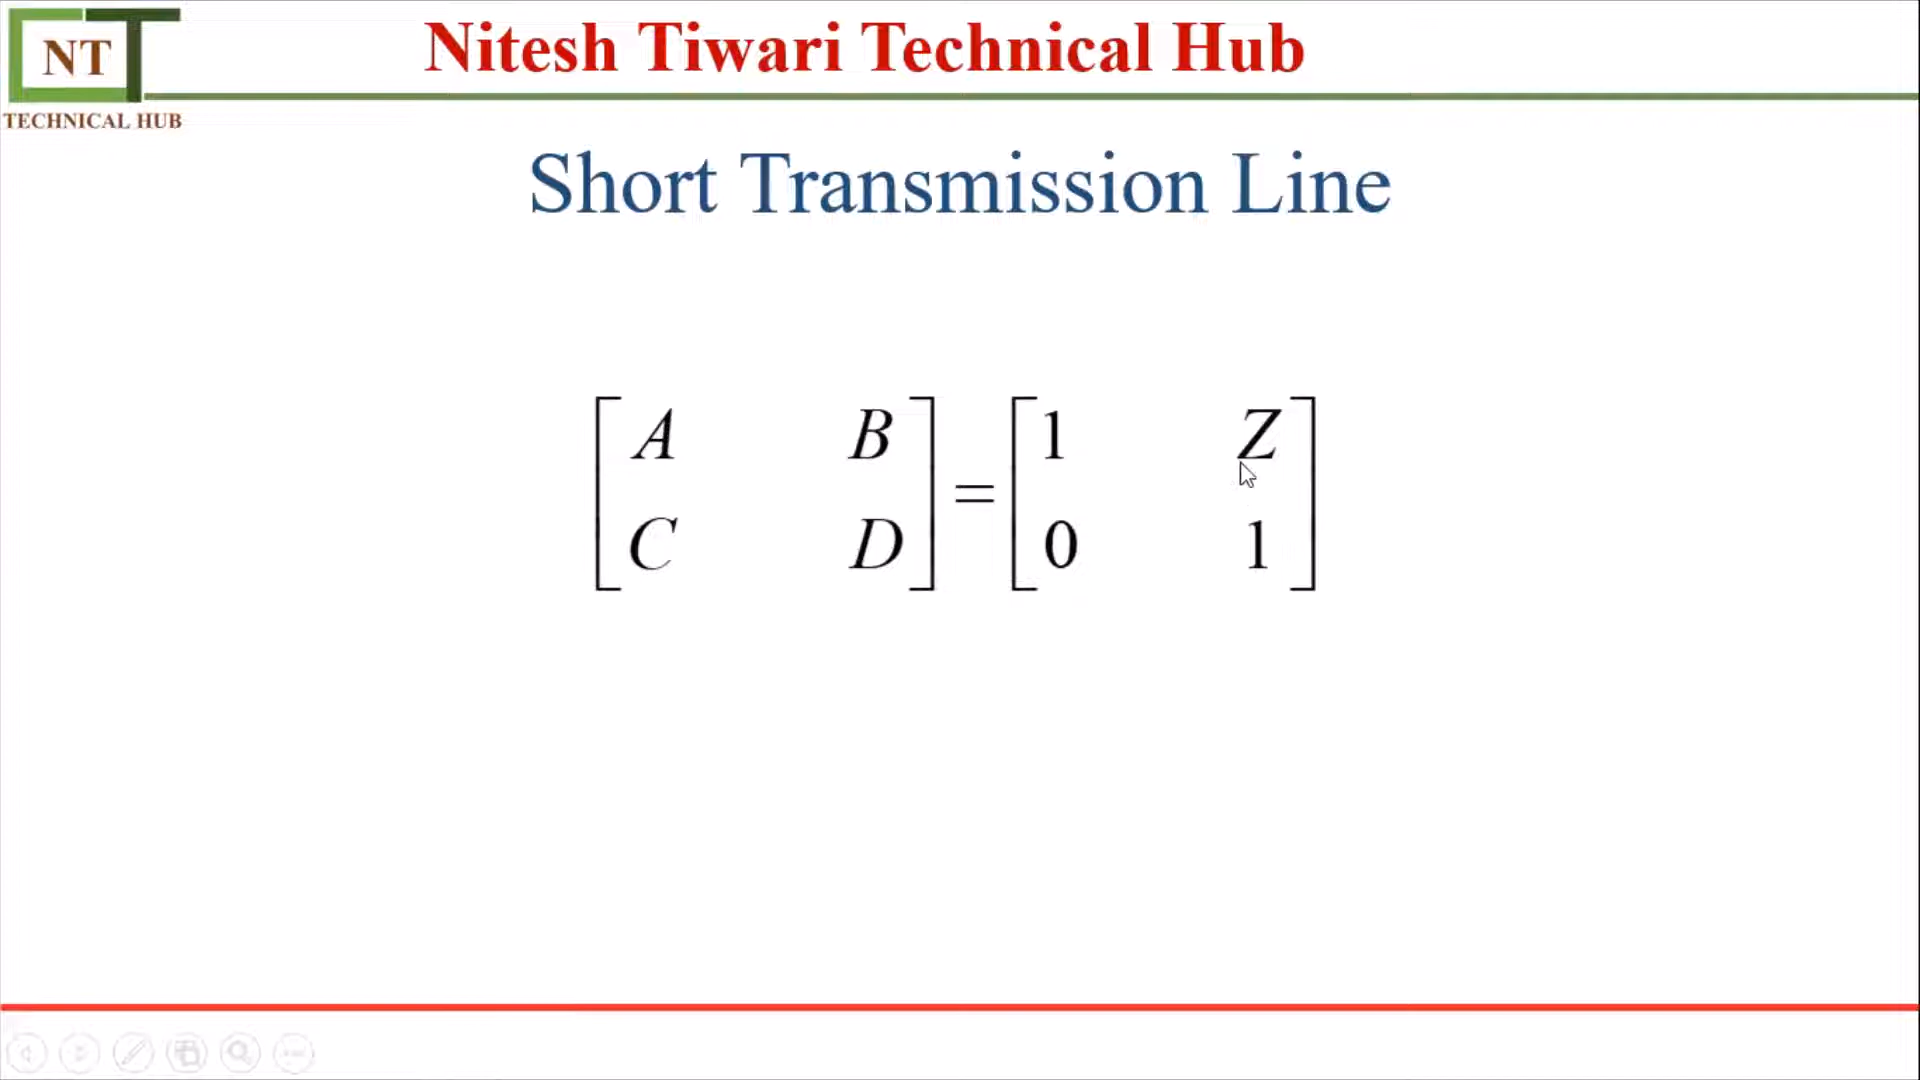 NT
Nitesh Tiwari Technical Hub
TECHNICAL HUB
Short Transmission Line
[A B] = [1 Z]
[C D] [0 1]